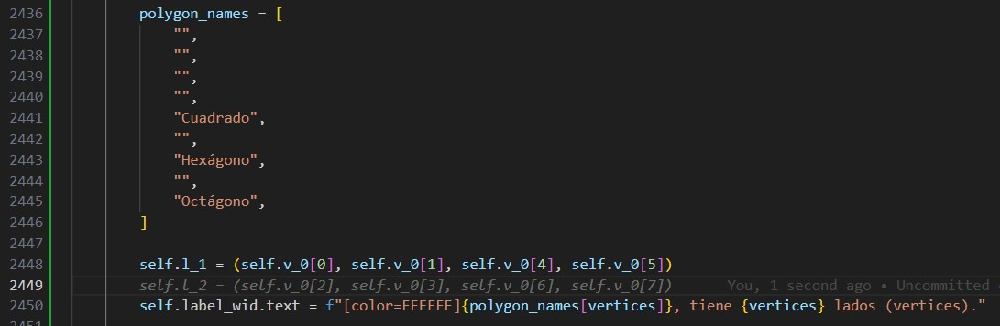 2436 polygon_names = [
2437 "",
2438 "",
2439 "",
2440 "",
2441 "Cuadrado",
2442 "",
2443 "Hexágono",
2444 "",
2445 "Octágono",
2446 ]
2447
2448 self.l_1 = (self.v_0[0], self.v_0[1], self.v_0[4], self.v_0[5])
2449 self.l_2 = (self.v_0[2], self.v_0[3], self.v_0[6], self.v_0[7]) You, 1 second ago • Uncommitted
2450 self.label_wid.text = f"[color=FFFFFF]{polygon_names[vertices]}, tiene {vertices} lados (vertices)."
2451